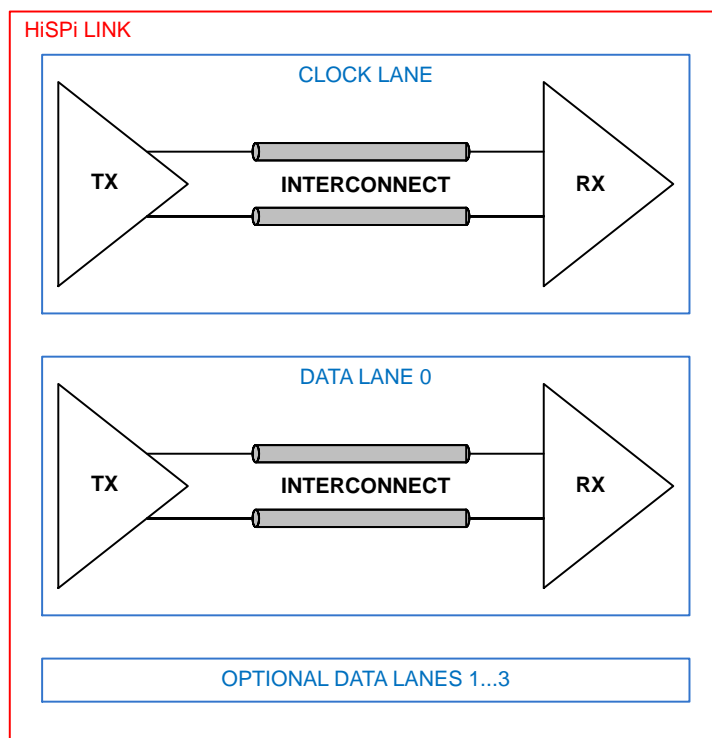 HiSPi LINK
CLOCK LANE
TX
INTERCONNECT
RX
DATA LANE 0
TX
INTERCONNECT
RX
OPTIONAL DATA LANES 1...3